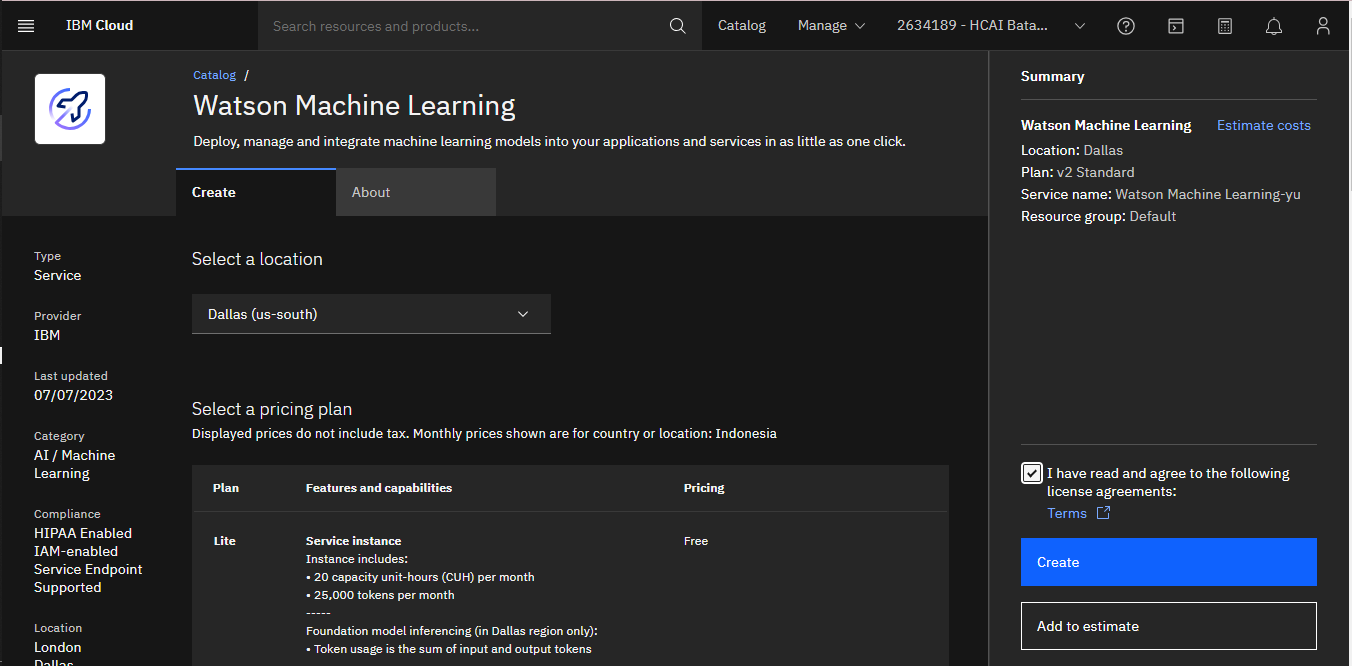 IBM Cloud
Search resources and products...
Catalog
Manage
2634189 - HCAI Bata...
Catalog /
Watson Machine Learning
Deploy, manage and integrate machine learning models into your applications and services in as little as one click.
Create
About
Type
Service
Provider
IBM
Last updated
07/07/2023
Category
AI / Machine
Learning
Compliance
HIPAA Enabled
IAM-enabled
Service Endpoint
Supported
Location
London
Dallas
Select a location
Dallas (us-south)
Select a pricing plan
Displayed prices do not include tax. Monthly prices shown are for country or location: Indonesia
Plan
Features and capabilities
Pricing
Lite
Service instance
Instance includes:
• 20 capacity unit-hours (CUH) per month
• 25,000 tokens per month
-----
Foundation model inferencing (in Dallas region only):
• Token usage is the sum of input and output tokens
Free
Summary
Watson Machine Learning
Estimate costs
Location: Dallas
Plan: v2 Standard
Service name: Watson Machine Learning-yu
Resource group: Default
I have read and agree to the following
license agreements:
Terms
Create
Add to estimate